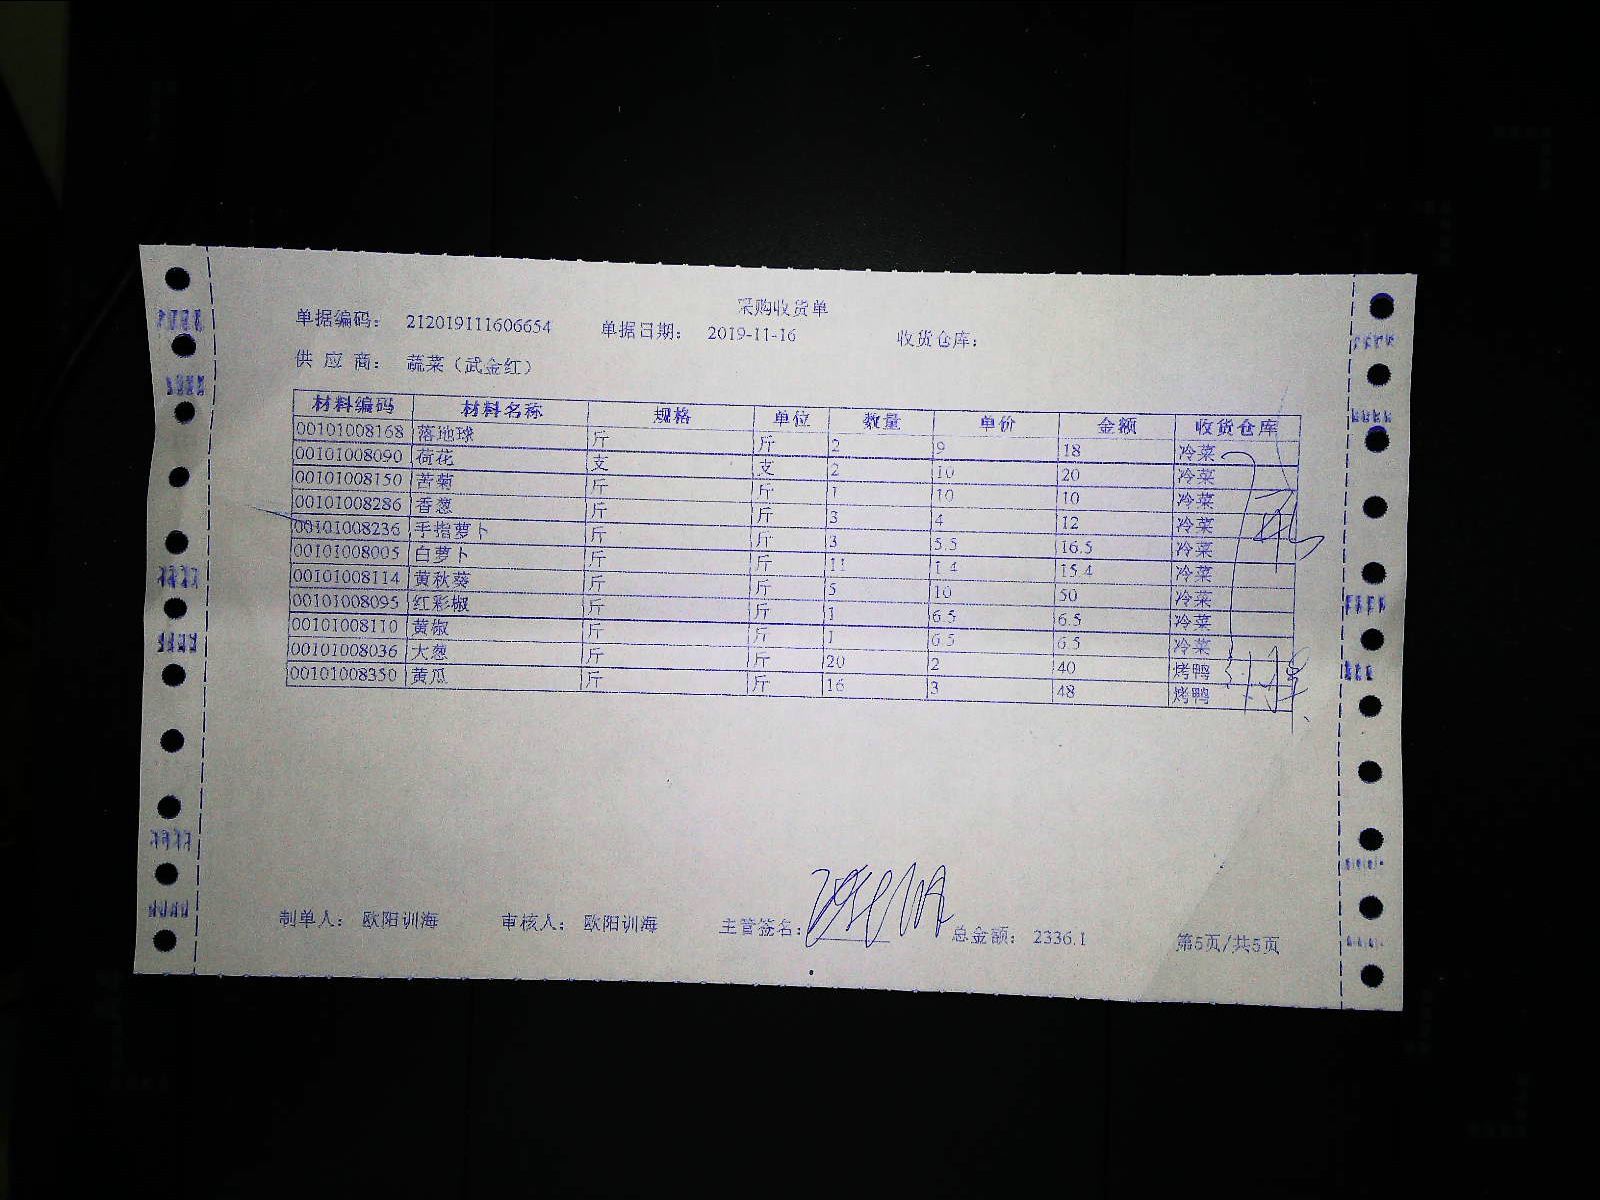 采购收货单
单据编码： 212019111606654 单据日期： 2019-11-16 收货仓库：
供 应 商： 蔬菜（武金红）
材料编码 材料名称 规格 单位 数量 单价 金额 收货仓库
00101008168 落地球 斤 斤 2 9 18 冷菜
00101008090 荷花 支 支 2 10 20 冷菜
00101008150 苦菊 斤 斤 1 10 10 冷菜
00101008286 香葱 斤 斤 3 4 12 冷菜
00101008236 手指萝卜 斤 斤 3 5.5 16.5 冷菜
00101008005 白萝卜 斤 斤 11 1.4 15.4 冷菜
00101008114 黄秋葵 斤 斤 5 10 50 冷菜
00101008095 红彩椒 斤 斤 1 6.5 6.5 冷菜
00101008110 黄椒 斤 斤 1 6.5 6.5 冷菜
00101008036 大葱 斤 斤 20 2 40 烤鸭
00101008350 黄瓜 斤 斤 16 3 48 烤鸭
制单人： 欧阳训海 审核人： 欧阳训海 主管签名： 总金额： 2336.1 第5页/共5页